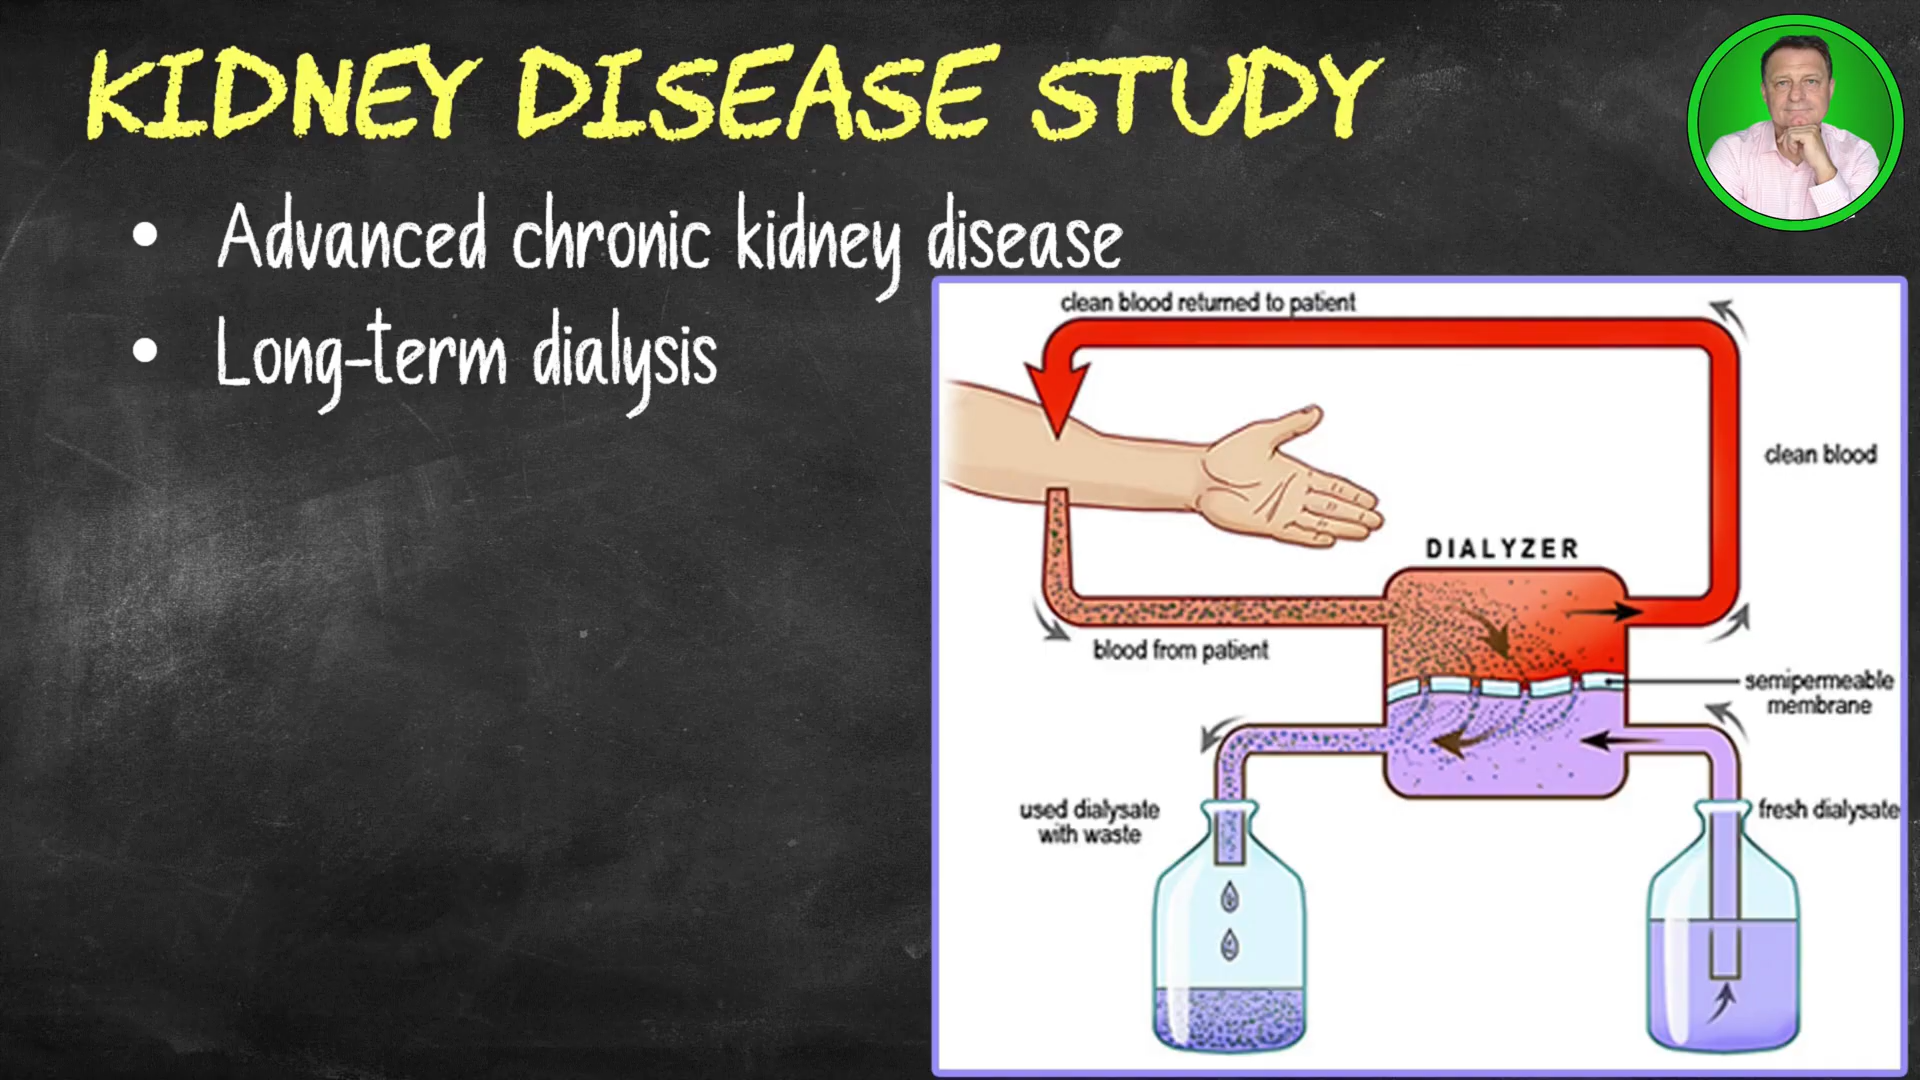 KIDNEY DISEASE STUDY
• Advanced chronic kidney disease
• Long-term dialysis
clean blood returned to patient
clean blood
DIALYZER
blood from patient
semipermeable
membrane
used dialysate
with waste
fresh dialysate